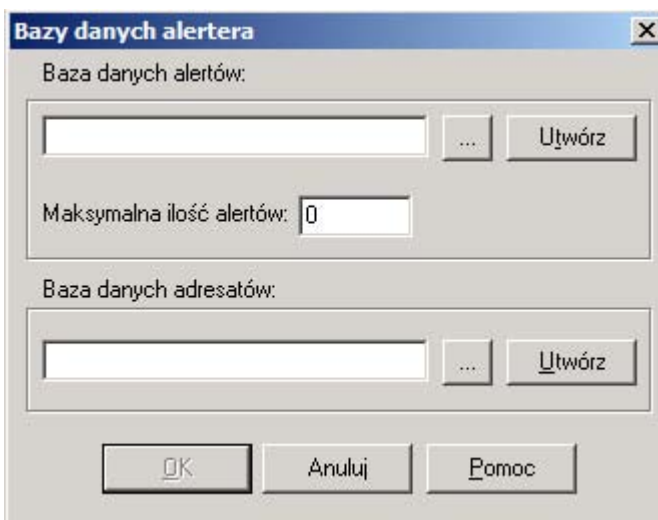 Bazy danych alertera
Baza danych alertów:
... Utwórz
Maksymalna ilość alertów: 0
Baza danych adresatów:
... Utwórz
OK Anuluj Pomoc